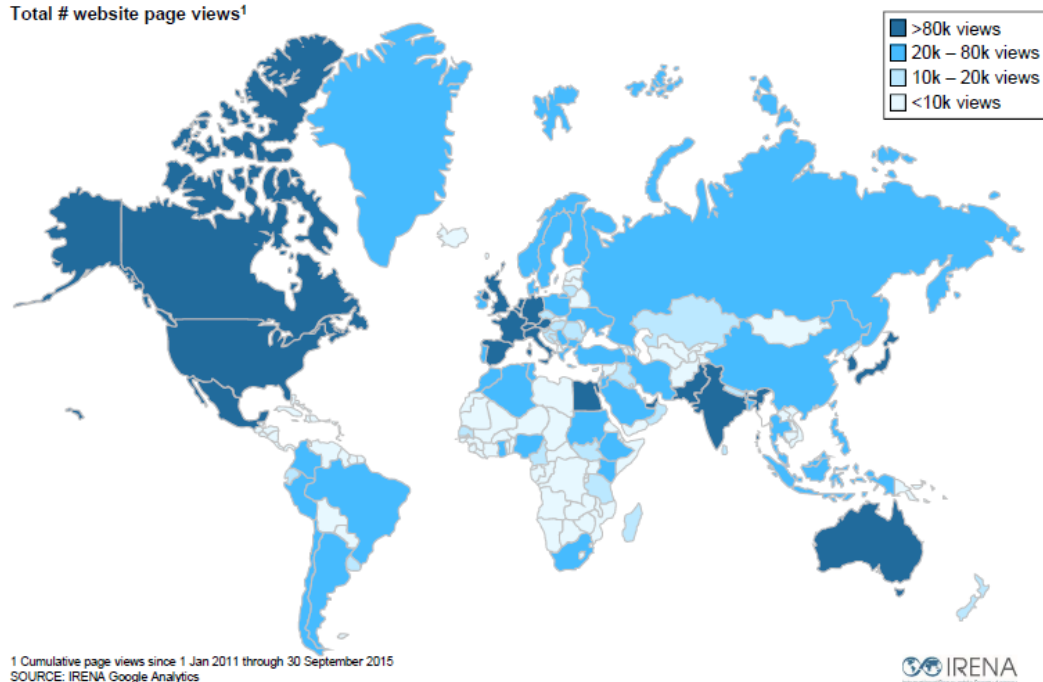 Total # website page views¹
>80k views
20k – 80k views
10k – 20k views
<10k views
1 Cumulative page views since 1 Jan 2011 through 30 September 2015
SOURCE: IRENA Google Analytics
IRENA